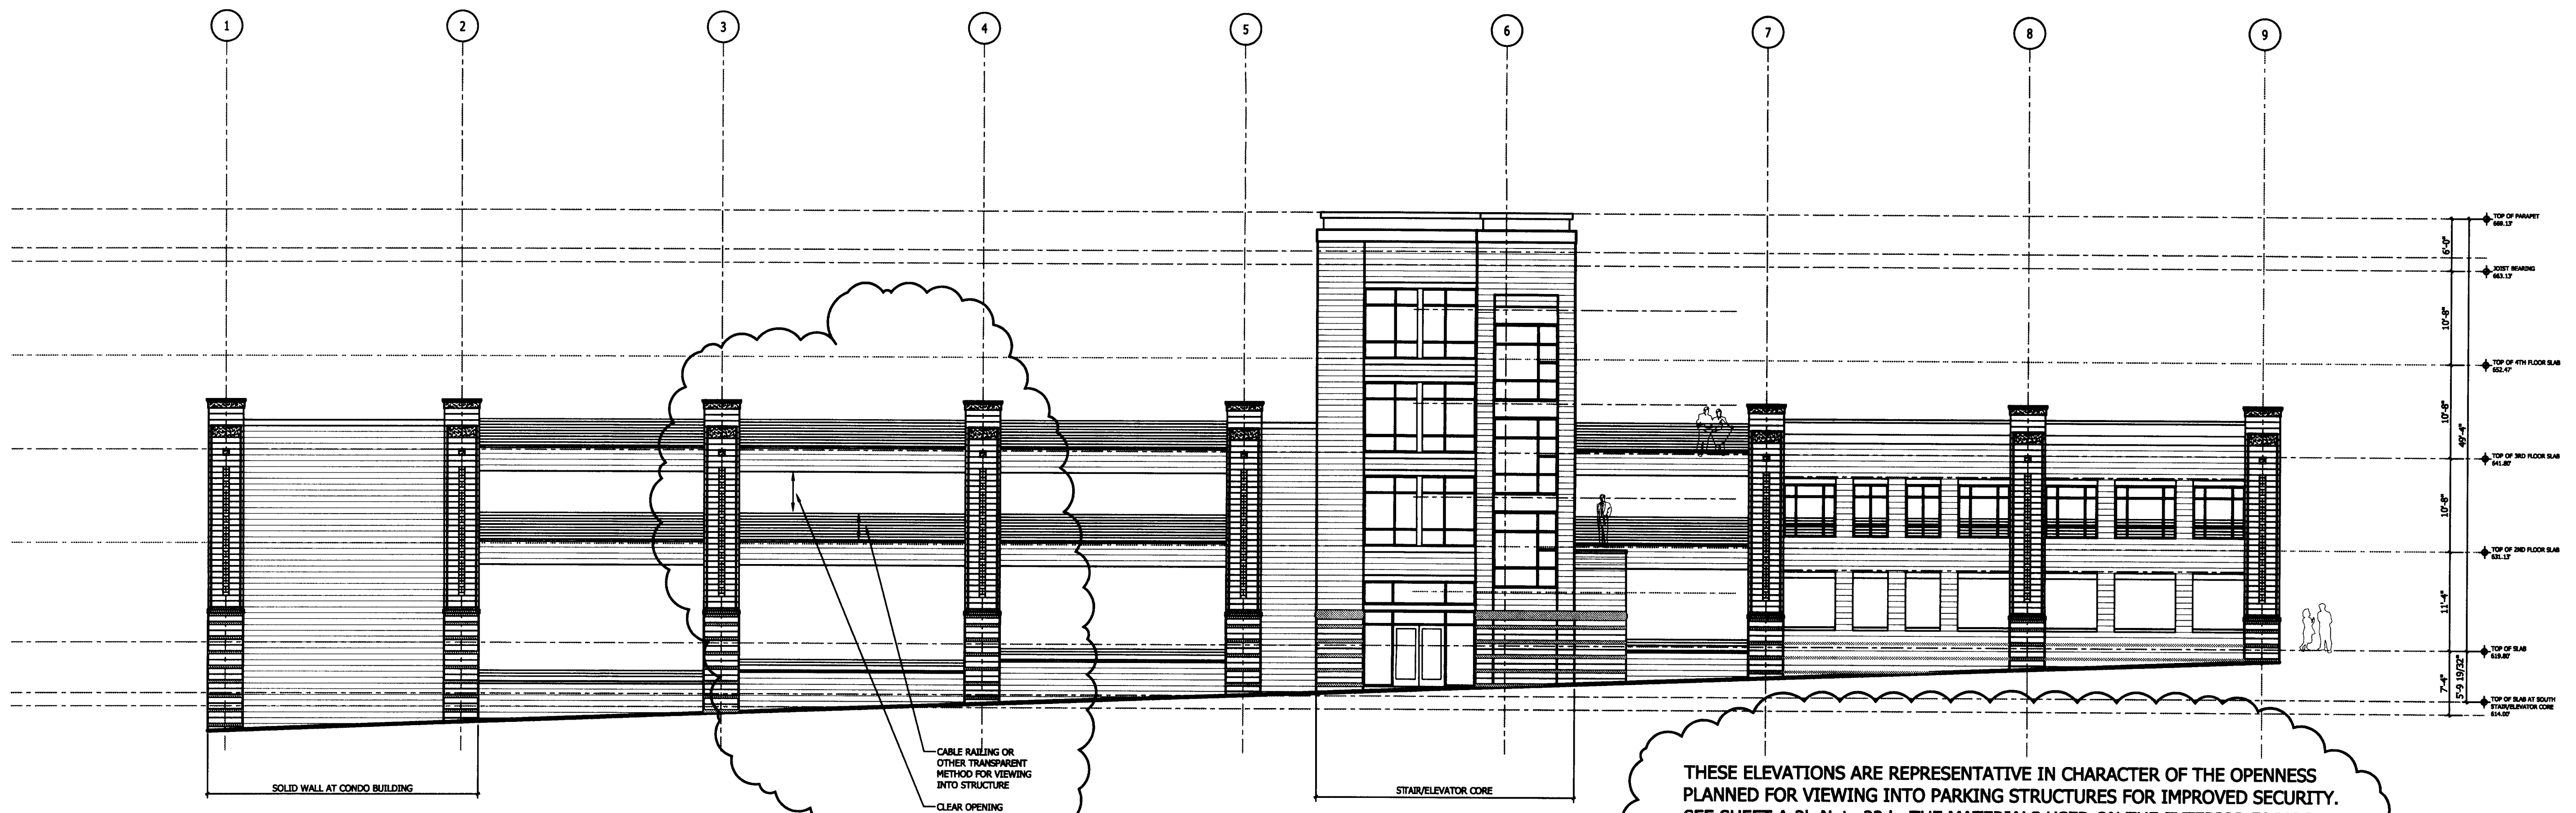 1 2 3 4 5 6 7 8 9
TOP OF PARAPET
668.13'
6'-0"
JOIST BEARING
663.13'
10'-8"
TOP OF 4TH FLOOR SLAB
652.47'
10'-8"
49'-4"
TOP OF 3RD FLOOR SLAB
641.80'
10'-8"
TOP OF 2ND FLOOR SLAB
631.13'
11'-4"
TOP OF SLAB
619.80'
7'-4"
5'-9 19/32"
TOP OF SLAB AT SOUTH
STAIR/ELEVATOR CORE
614.00'
CABLE RAILING OR
OTHER TRANSPARENT
METHOD FOR VIEWING
INTO STRUCTURE
CLEAR OPENING
SOLID WALL AT CONDO BUILDING
STAIR/ELEVATOR CORE
THESE ELEVATIONS ARE REPRESENTATIVE IN CHARACTER OF THE OPENNESS
PLANNED FOR VIEWING INTO PARKING STRUCTURES FOR IMPROVED SECURITY.
SEE SHEET